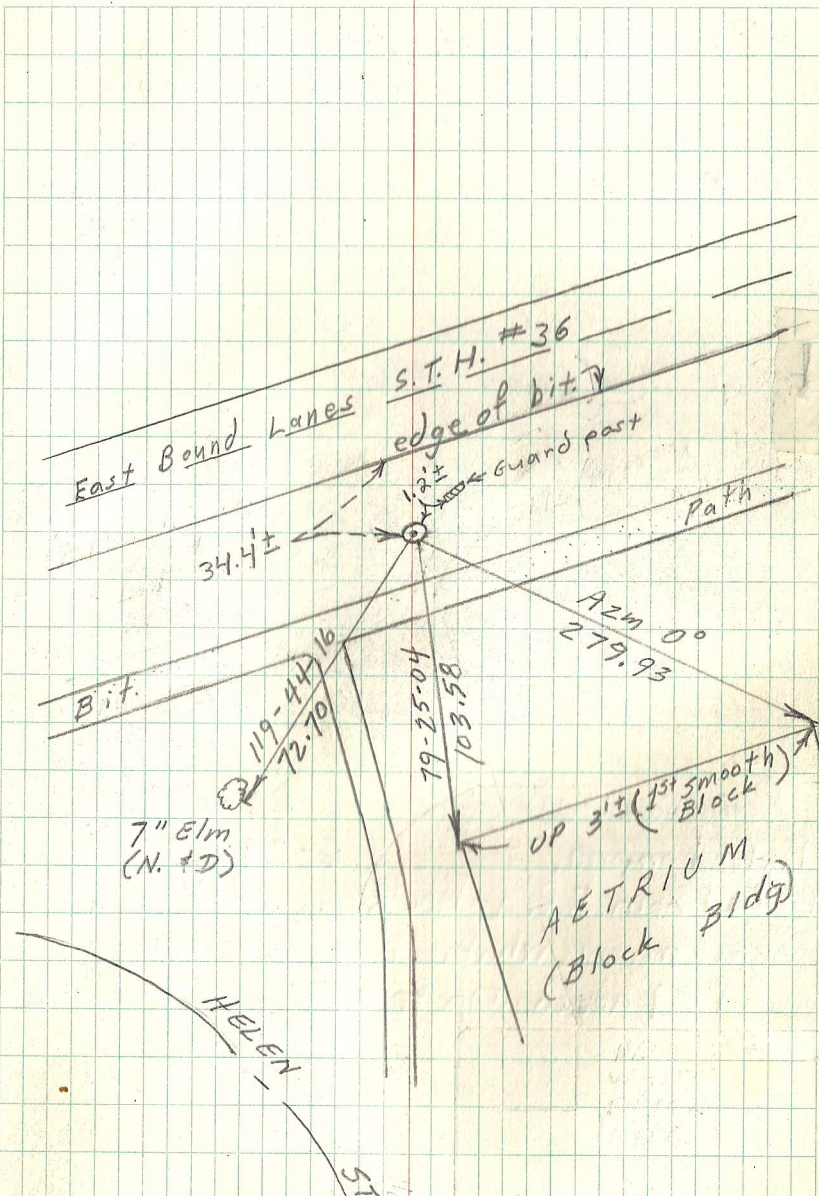 East Bound Lanes S.T.H. #36
edge of bit.
1.2'±
Guard post
34.4'±
Path
Bit.
Azm 0°
279.93
119-44-16
72.70
79-25-04
103.58
7" Elm
(N. & D)
UP 3'± (1st smooth)
Block
AETRIUM
(Block Bldg)
HELEN
ST